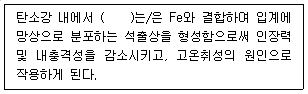 탄소강 내에서 (    )는/은 Fe와 결합하여 입계에
망상으로 분포하는 석출상을 형성함으로써 인장력
및 내충격성을 감소시키고, 고온취성의 원인으로
작용하게 된다.